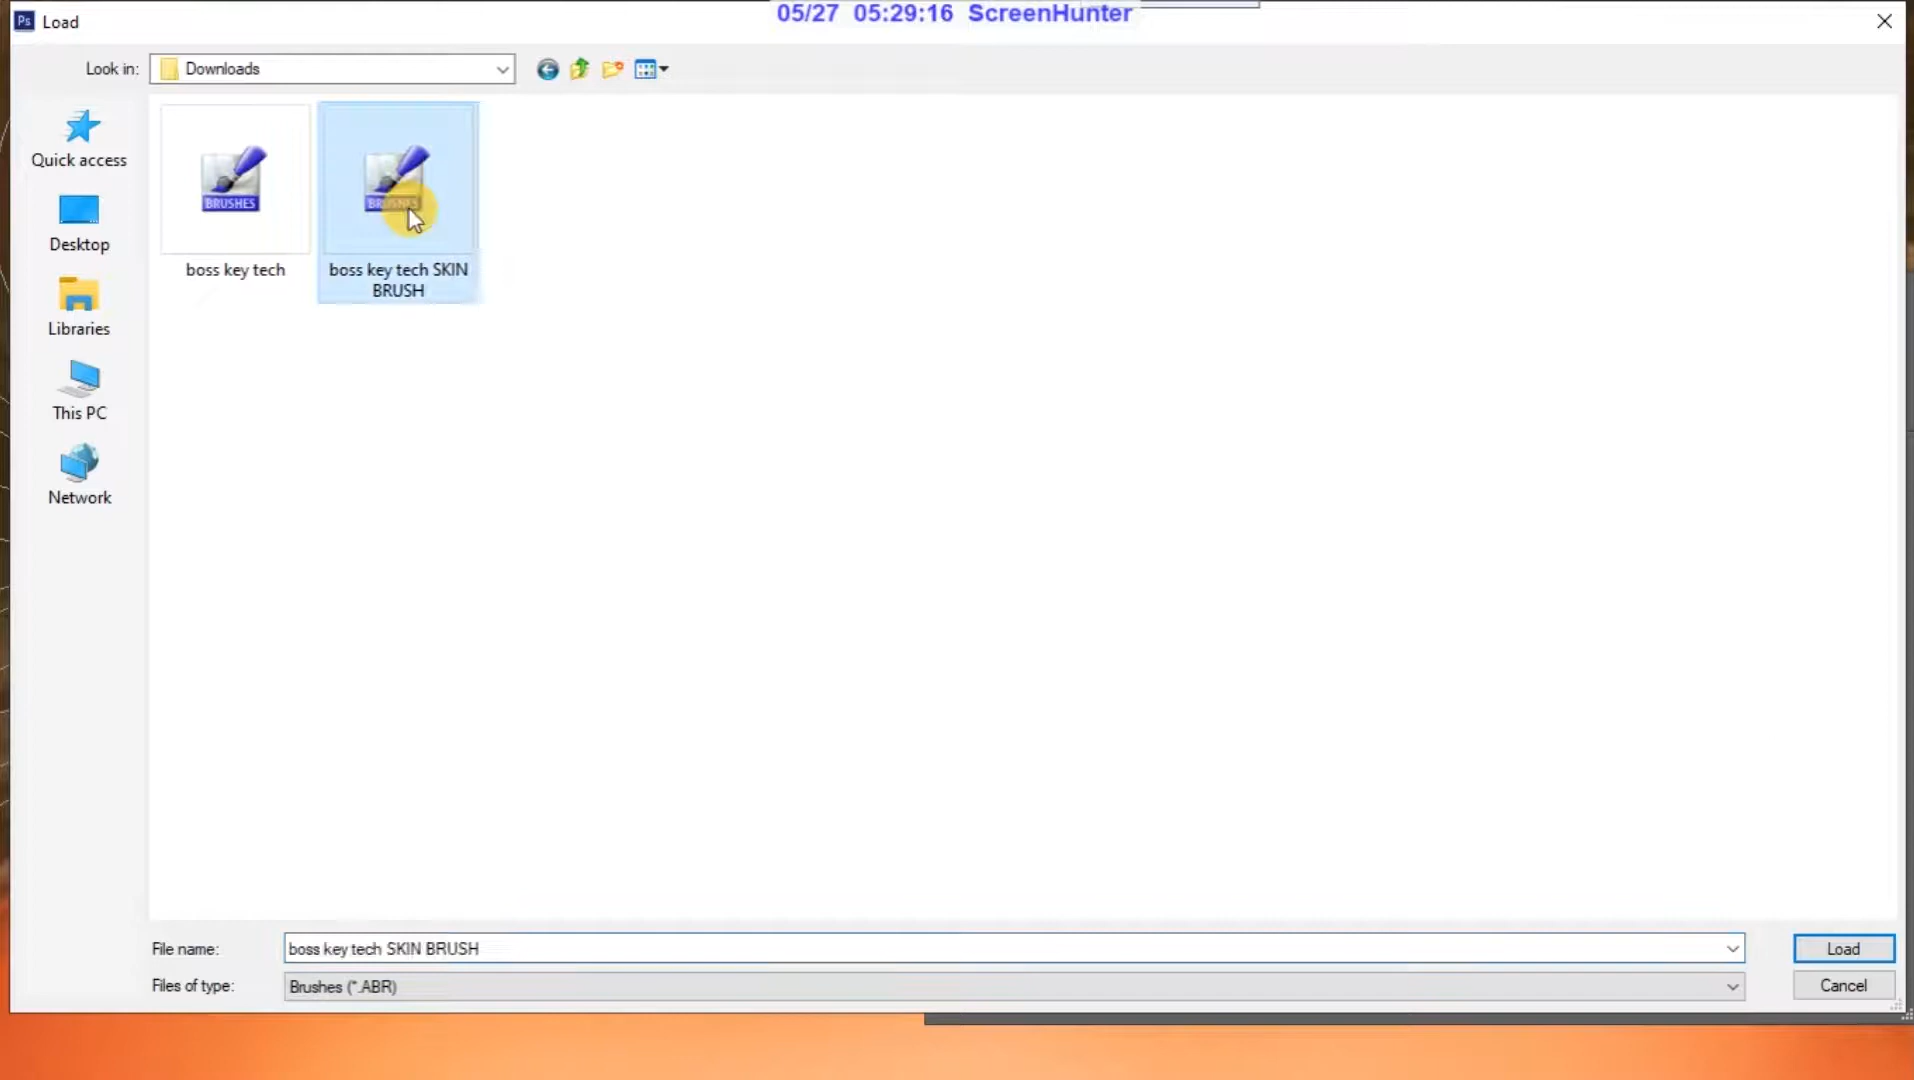 05/27 05:29:16 ScreenHunter
Ps Load
Look in: Downloads
Quick access
Desktop
Libraries
This PC
Network
BRUSHES
boss key tech
BRUSHES
boss key tech SKIN
BRUSH
File name: boss key tech SKIN BRUSH Load
Files of type: Brushes (*.ABR) Cancel